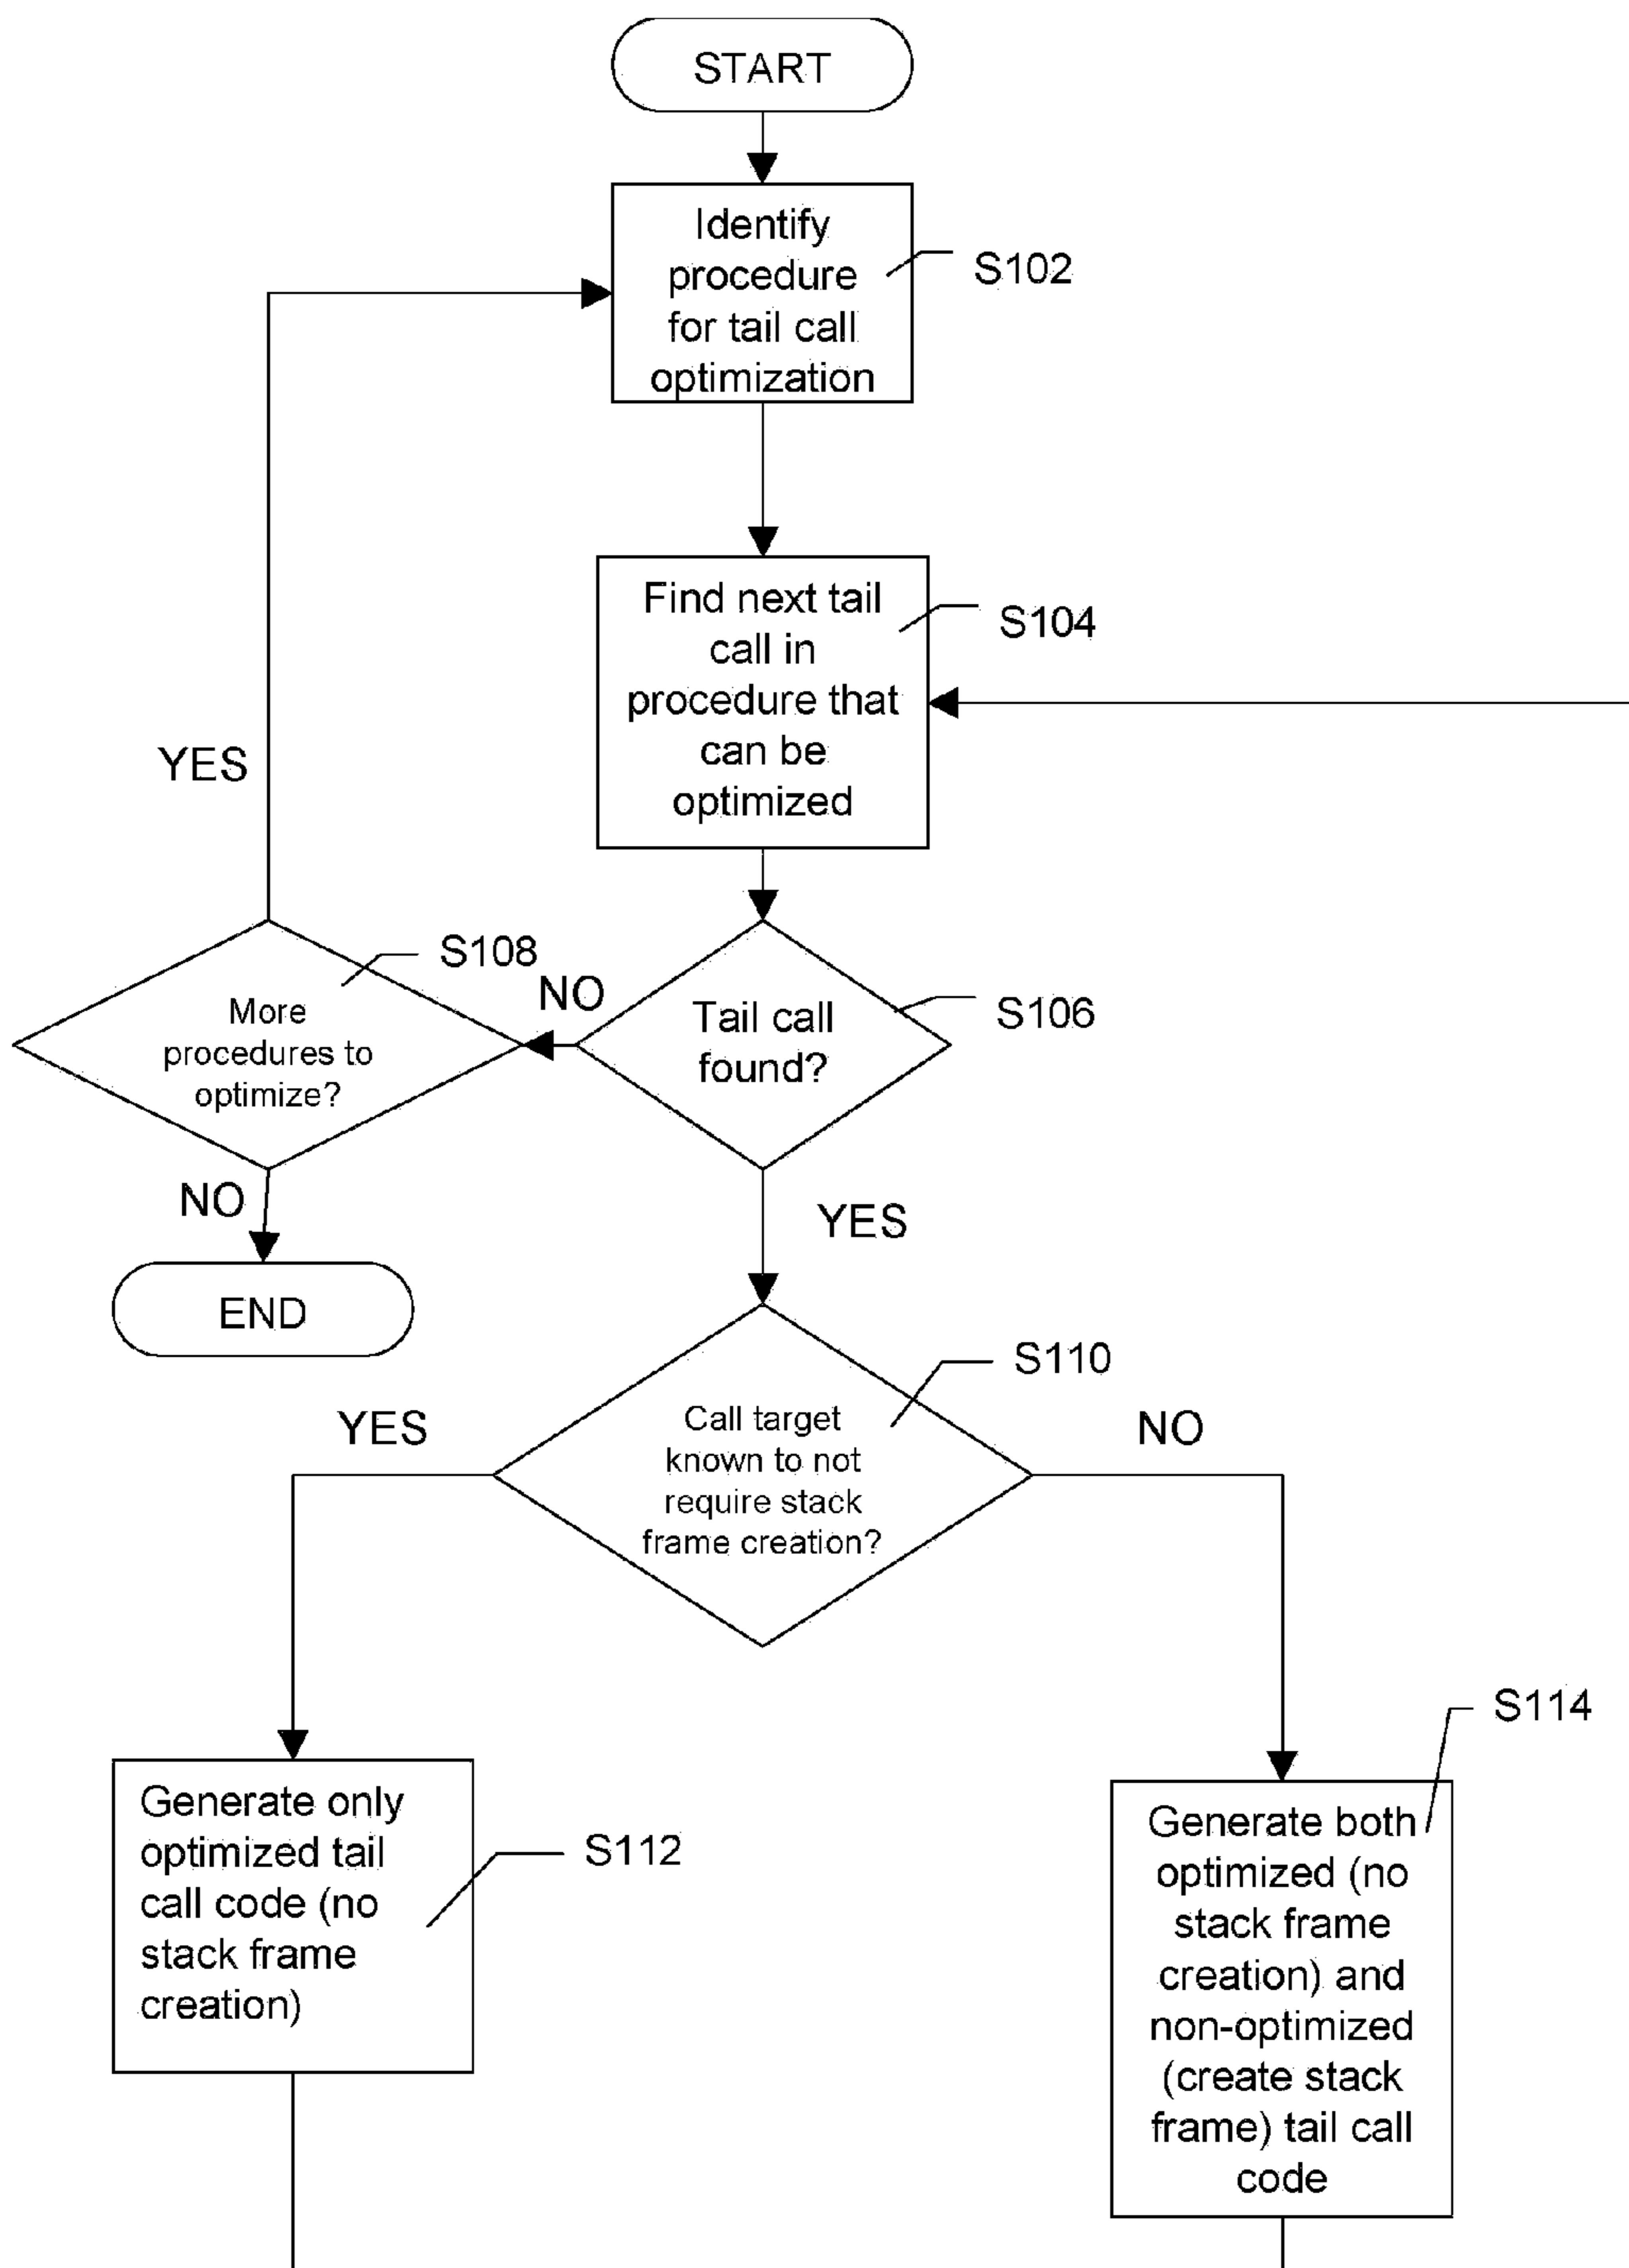 START
Identify
procedure
for tail call
optimization
S102
Find next tail
call in
procedure that
can be
optimized
S104
YES
S108
NO
More
procedures to
optimize?
Tail call
found?
S106
NO
YES
END
S110
YES
Call target
known to not
require stack
frame creation?
NO
S114
Generate only
optimized tail
call code (no
stack frame
creation)
S112
Generate both
optimized (no
stack frame
creation) and
non-optimized
(create stack
frame) tail call
code